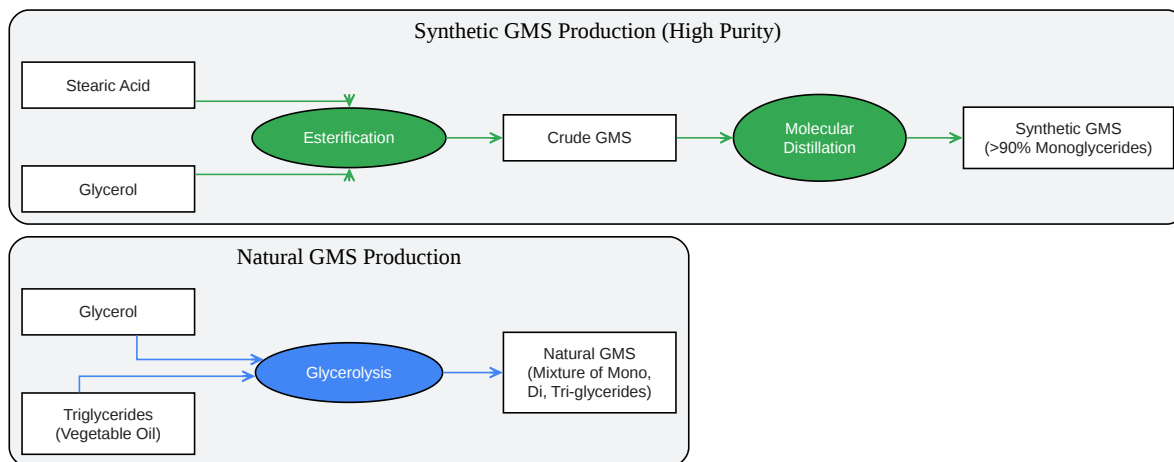 Synthetic GMS Production (High Purity)
Stearic Acid
Glycerol
Esterification
Crude GMS
Molecular
Distillation
Synthetic GMS
(>90% Monoglycerides)
Natural GMS Production
Glycerol
Triglycerides
(Vegetable Oil)
Glycerolysis
Natural GMS
(Mixture of Mono,
Di, Tri-glycerides)